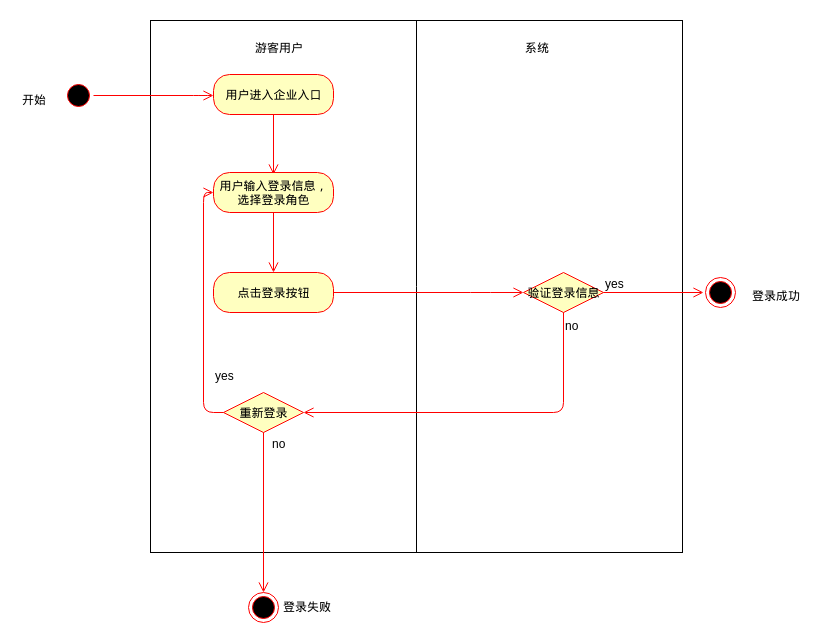 游客用户
系统
开始
用户进入企业入口
用户输入登录信息，
选择登录角色
点击登录按钮
验证登录信息
yes
登录成功
no
yes
重新登录
no
登录失败